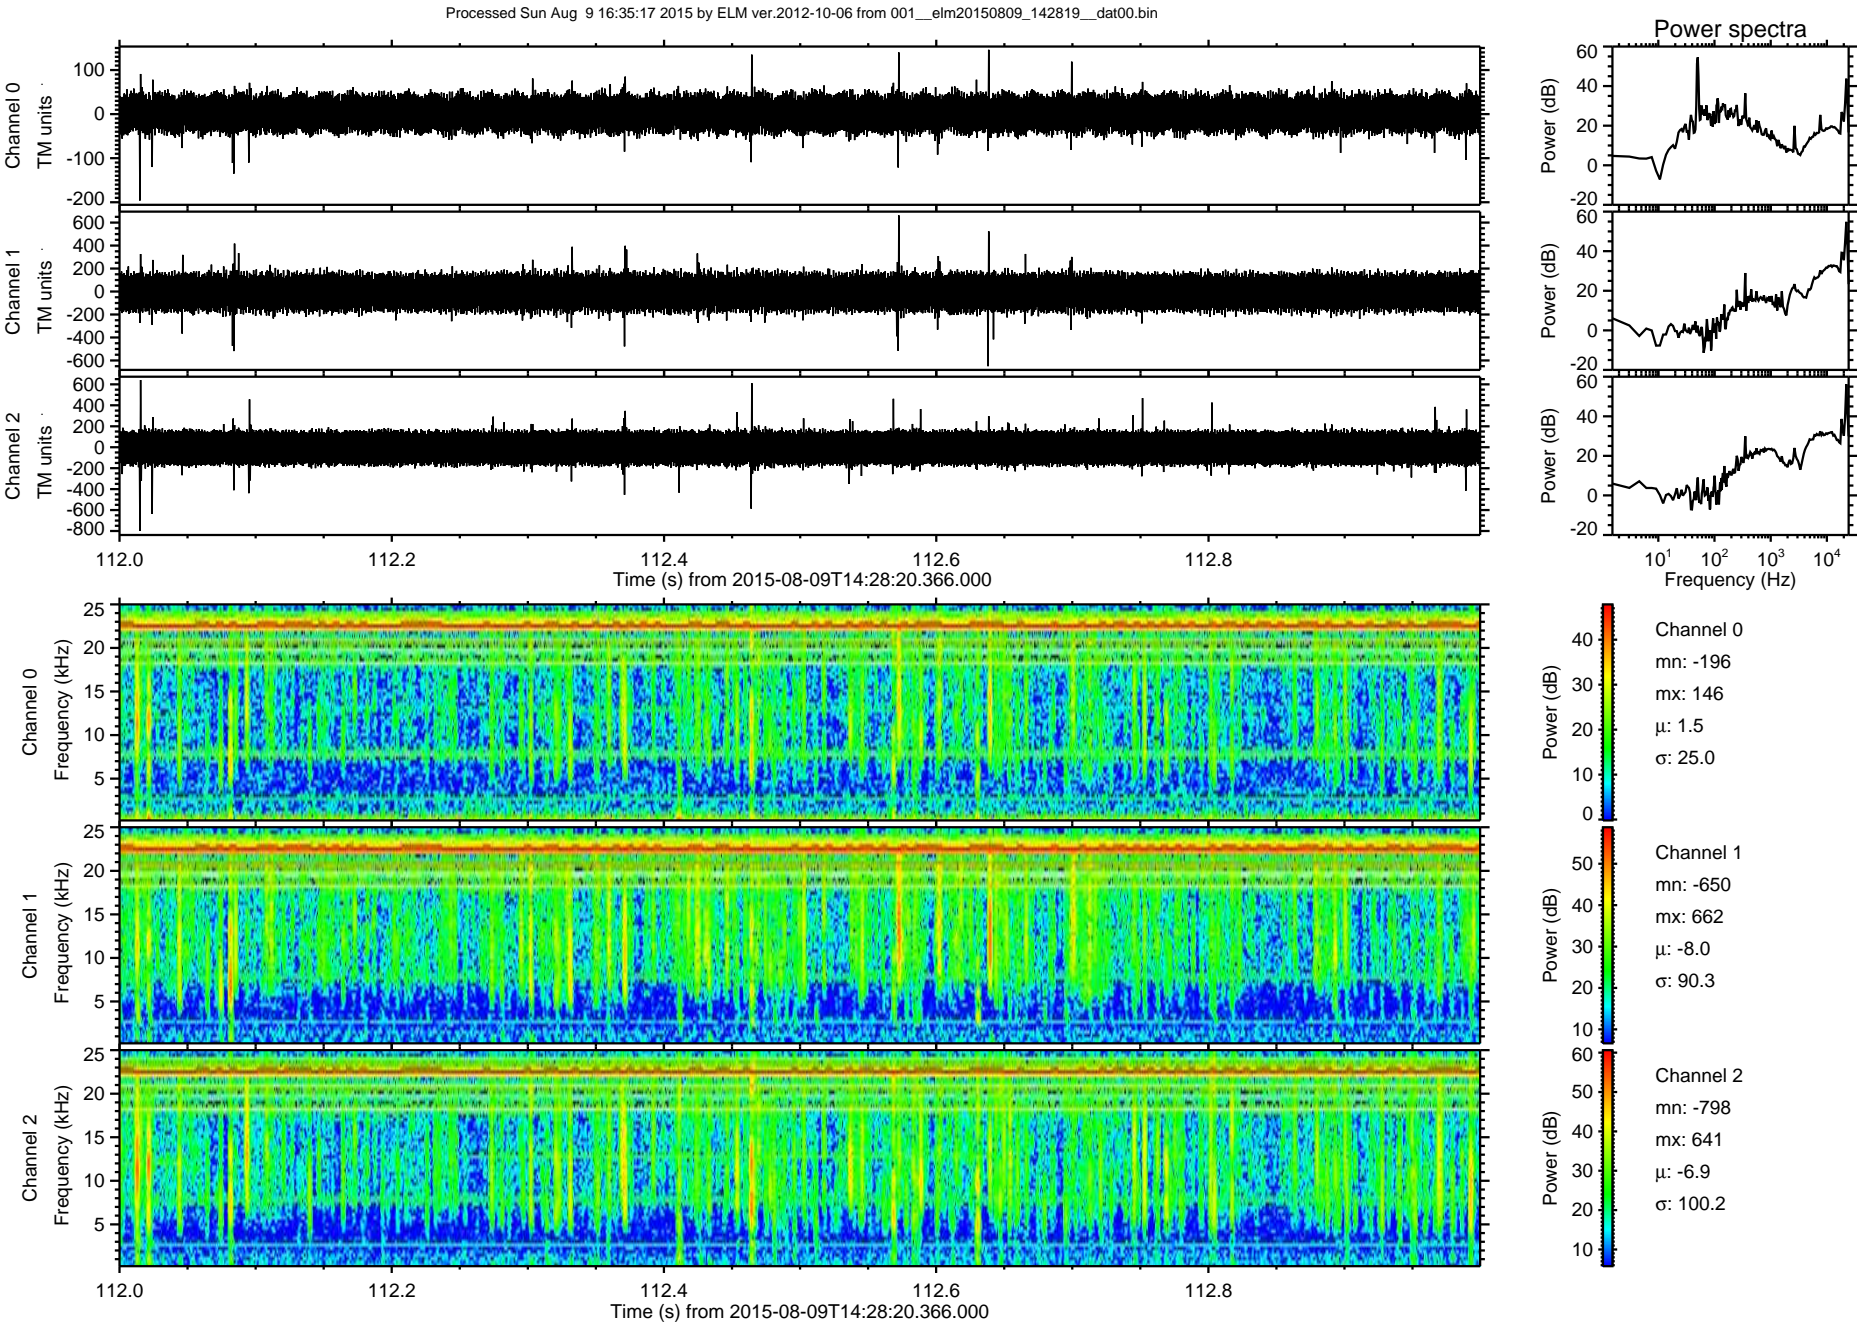 Processed Sun Aug  9 16:35:17 2015 by ELM ver.2012-10-06 from 001__elm20150809_142819__dat00.bin
Power spectra
Channel 0
TM units
100
0
-100
-200
Power (dB)
60
40
20
0
-20
Channel 1
TM units
600
400
200
0
-200
-400
-600
Power (dB)
60
40
20
0
-20
Channel 2
TM units
600
400
200
0
-200
-400
-600
-800
Power (dB)
60
40
20
0
-20
112.0 112.2 112.4 112.6 112.8
Time (s) from 2015-08-09T14:28:20.366.000
10¹ 10² 10³ 10⁴
Frequency (Hz)
Channel 0
Frequency (kHz)
25
20
15
10
5
Power (dB)
40
30
20
10
0
Channel 0
mn: -196
mx: 146
μ: 1.5
σ: 25.0
Channel 1
Frequency (kHz)
25
20
15
10
5
Power (dB)
50
40
30
20
10
Channel 1
mn: -650
mx: 662
μ: -8.0
σ: 90.3
Channel 2
Frequency (kHz)
25
20
15
10
5
Power (dB)
60
50
40
30
20
10
Channel 2
mn: -798
mx: 641
μ: -6.9
σ: 100.2
112.0 112.2 112.4 112.6 112.8
Time (s) from 2015-08-09T14:28:20.366.000